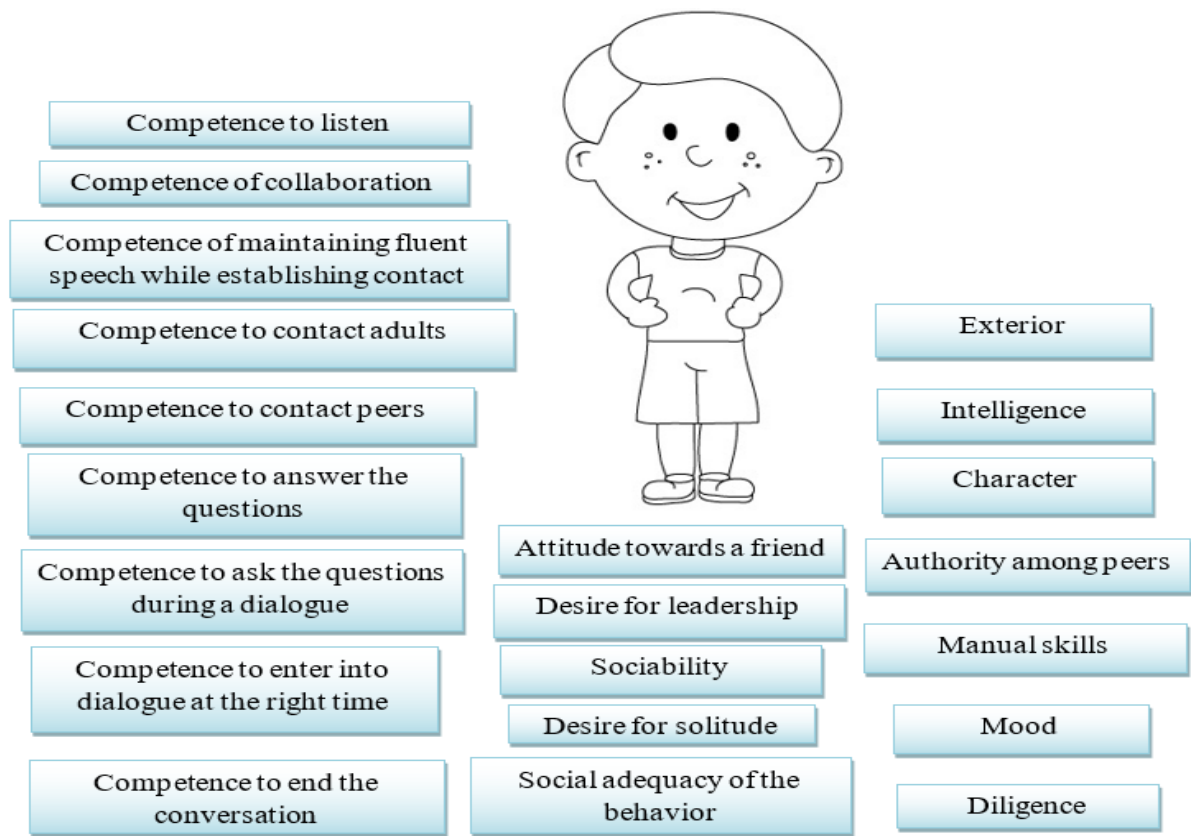 Competence to listen
Competence of collaboration
Competence of maintaining fluent
speech while establishing contact
Competence to contact adults
Competence to contact peers
Competence to answer the
questions
Competence to ask the questions
during a dialogue
Competence to enter into
dialogue at the right time
Competence to end the
conversation
Attitude towards a friend
Desire for leadership
Sociability
Desire for solitude
Social adequacy of the
behavior
Exterior
Intelligence
Character
Authority among peers
Manual skills
Mood
Diligence